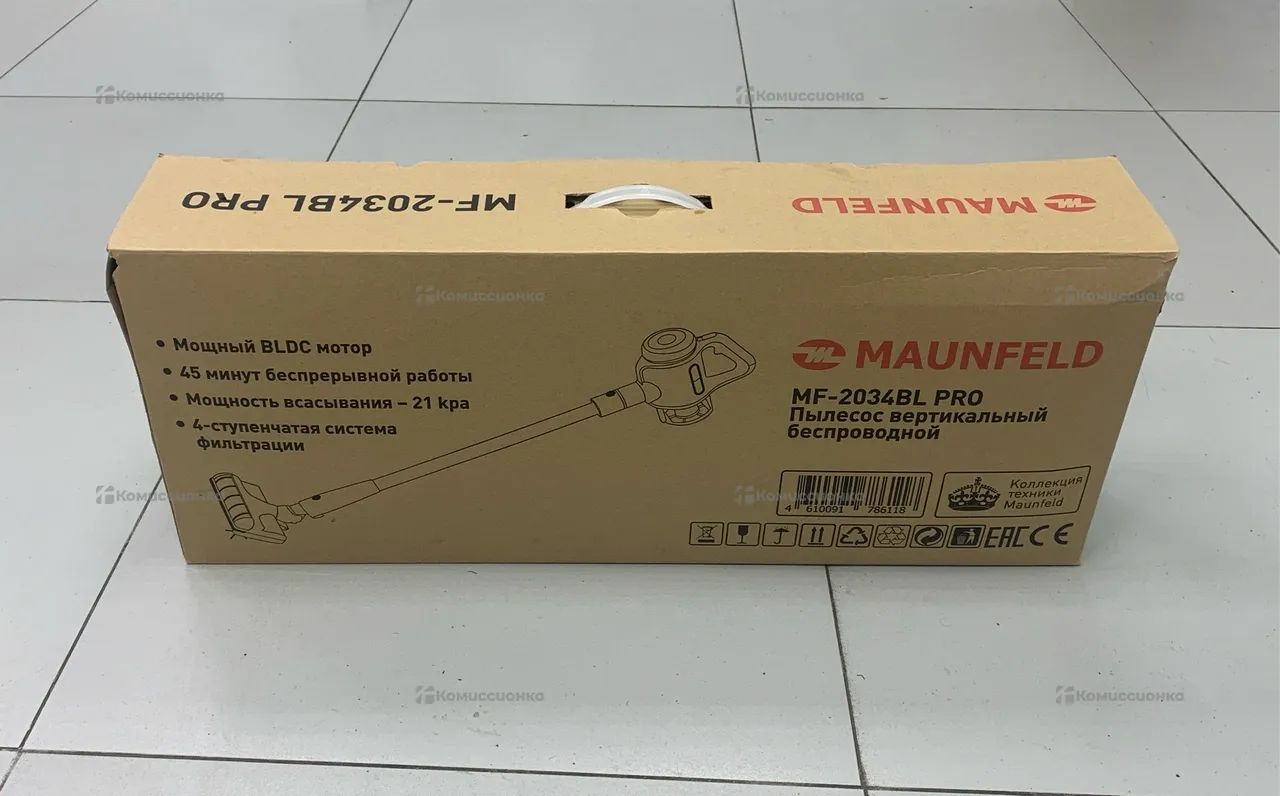 Комиссионка
Комиссионка
MF-2034BL PRO
MAUNFELD
Комиссионка
Комиссионка
• Мощный BLDC мотор
• 45 минут беспрерывной работы
• Мощность всасывания – 21 kpa
• 4-ступенчатая система
фильтрации
MAUNFELD
MF-2034BL PRO
Пылесос вертикальный
беспроводной
Комиссионка
Комиссионка
4 610091 786118
Коллекция
техники
Maunfeld
EAC CE
Комиссионка
Комиссионка